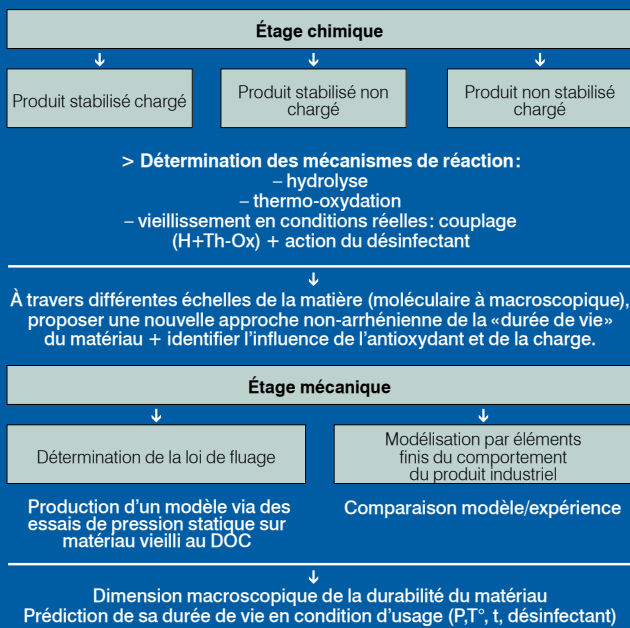 Étage chimique
Produit stabilisé chargé
Produit stabilisé non
chargé
Produit non stabilisé
chargé
> Détermination des mécanismes de réaction:
– hydrolyse
– thermo-oxydation
– vieillissement en conditions réelles: couplage
(H+Th-Ox) + action du désinfectant
À travers différentes échelles de la matière (moléculaire à macroscopique),
proposer une nouvelle approche non-arrhénienne de la «durée de vie»
du matériau + identifier l'influence de l'antioxydant et de la charge.
Étage mécanique
Détermination de la loi de fluage
Modélisation par éléments
finis du comportement
du produit industriel
Production d'un modèle via des
essais de pression statique sur
matériau vieilli au DOC
Comparaison modèle/expérience
Dimension macroscopique de la durabilité du matériau
Prédiction de sa durée de vie en condition d'usage (P,T°, t, désinfectant)